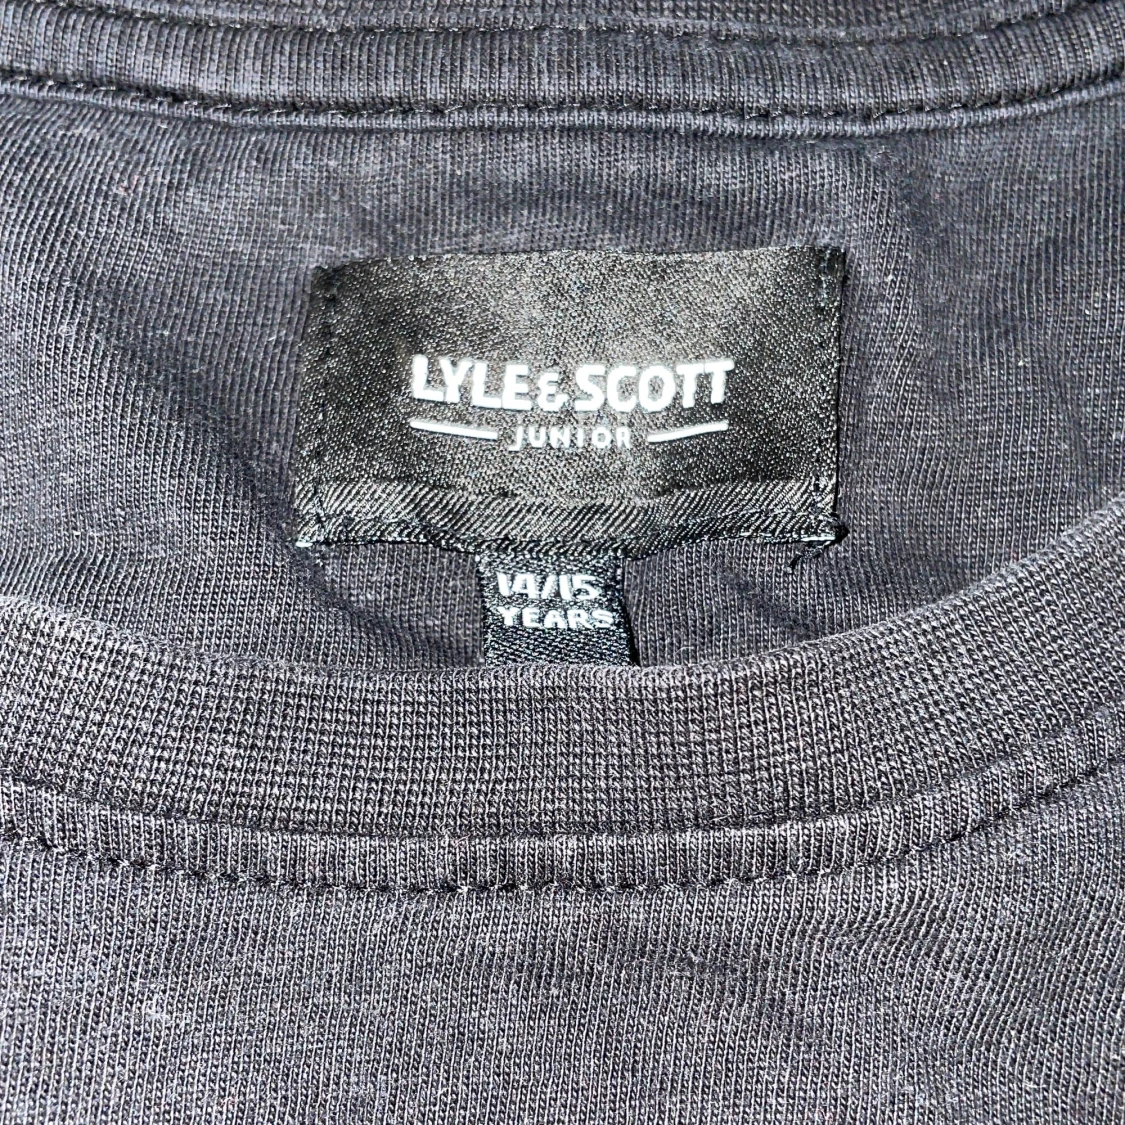 LYLE & SCOTT
JUNIOR
14/15
YEARS